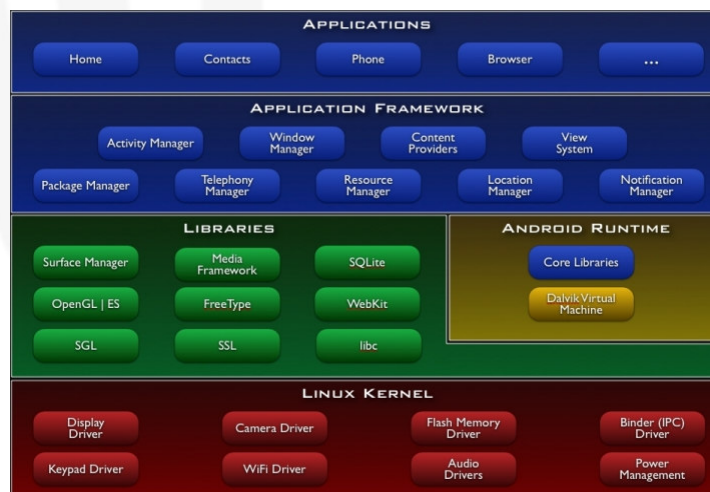 APPLICATIONS
Home
Contacts
Phone
Browser
...
APPLICATION FRAMEWORK
Activity Manager
Window
Manager
Content
Providers
View
System
Package Manager
Telephony
Manager
Resource
Manager
Location
Manager
Notification
Manager
LIBRARIES
Surface Manager
Media
Framework
SQLite
OpenGL | ES
FreeType
WebKit
SGL
SSL
libc
ANDROID RUNTIME
Core Libraries
Dalvik Virtual
Machine
LINUX KERNEL
Display
Driver
Camera Driver
Flash Memory
Driver
Binder (IPC)
Driver
Keypad Driver
WiFi Driver
Audio
Drivers
Power
Management